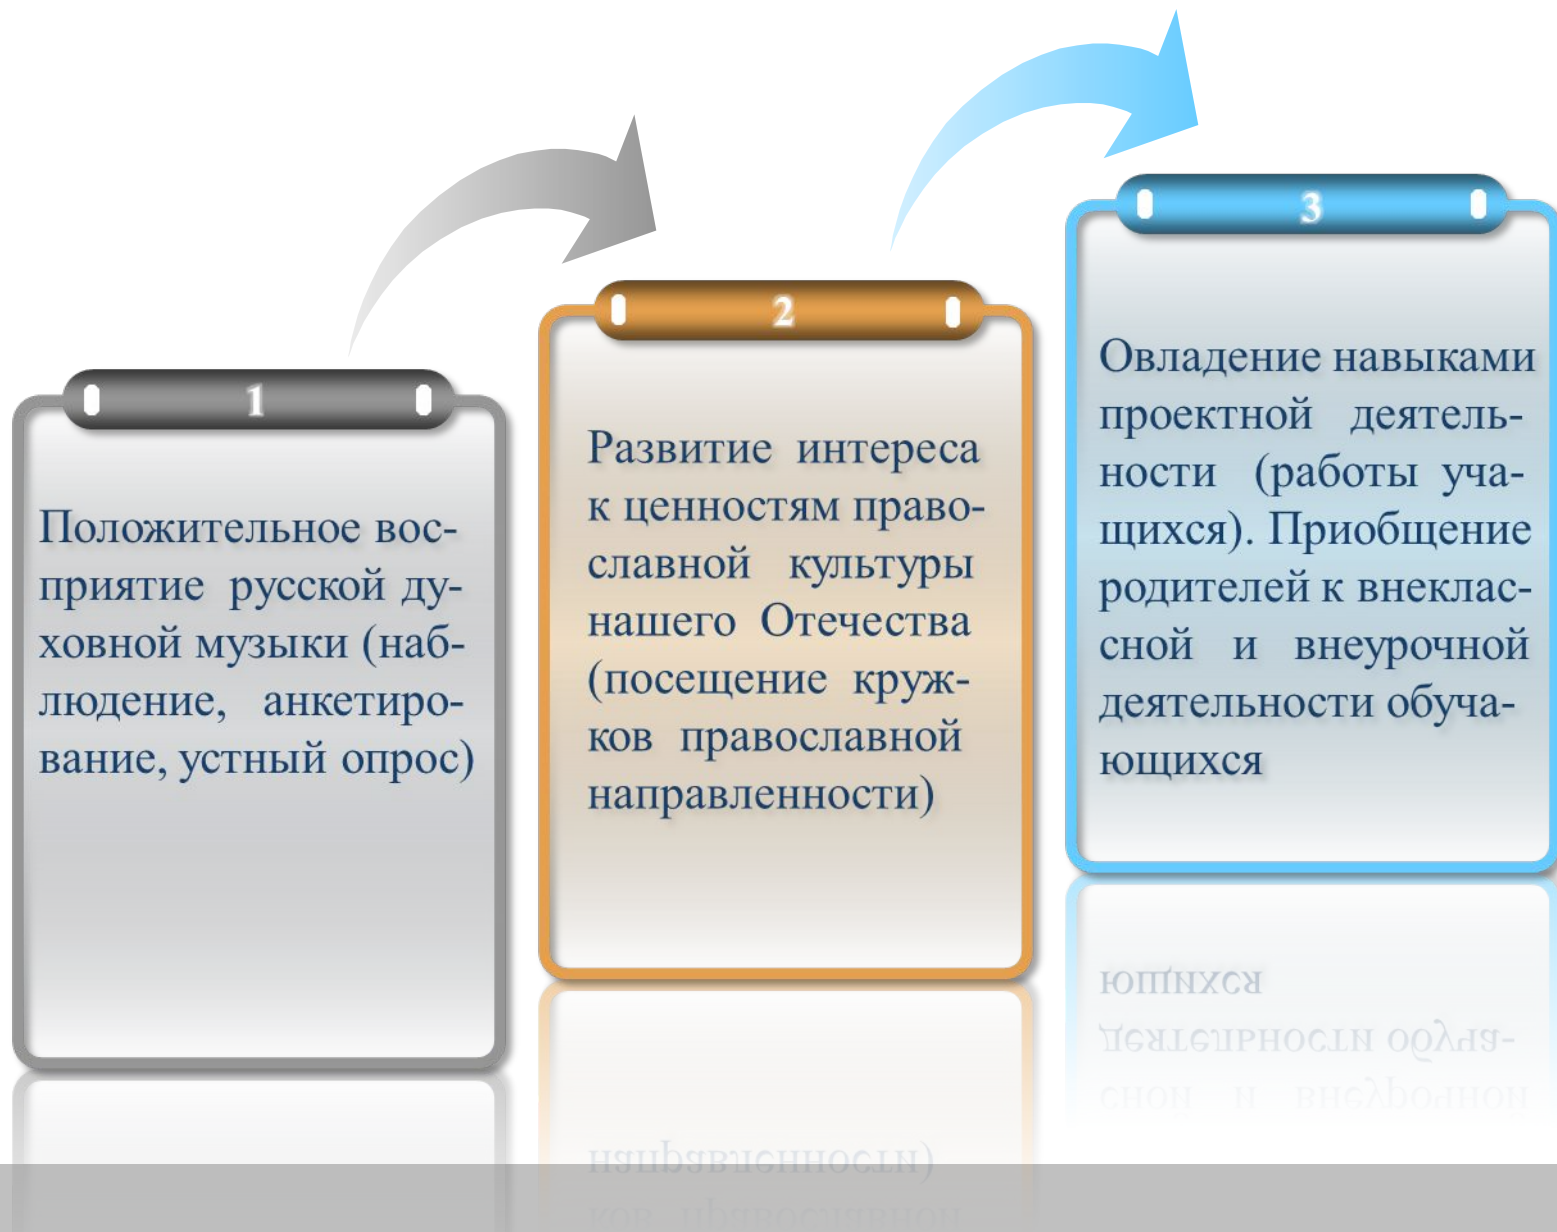 1
Положительное вос-
приятие русской ду-
ховной музыки (наб-
людение, анкетиро-
вание, устный опрос)
2
Развитие интереса
к ценностям право-
славной культуры
нашего Отечества
(посещение круж-
ков православной
направленности)
3
Овладение навыками
проектной деятель-
ности (работы уча-
щихся). Приобщение
родителей к внеклас-
сной и внеурочной
деятельности обуча-
ющихся